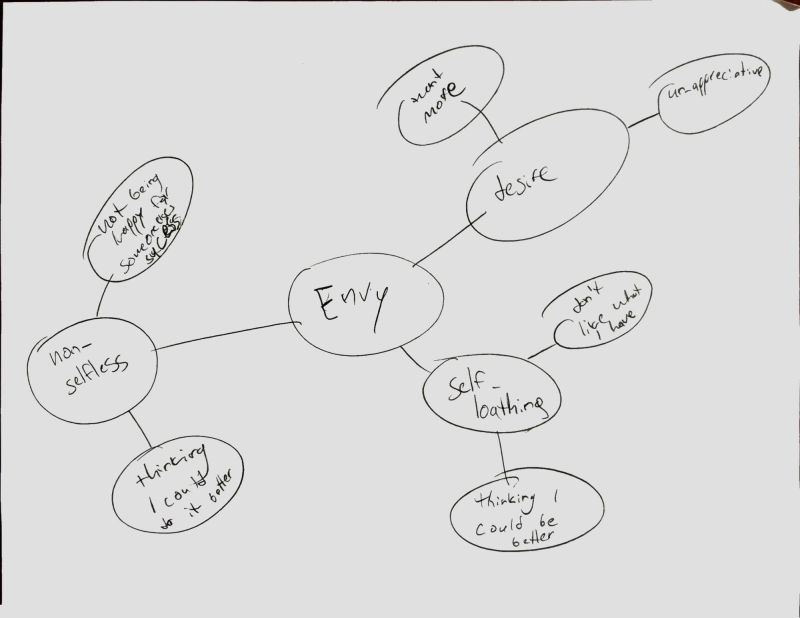 want
more
un-appreciative
desire
not being
happy for
someone elses
success
Envy
don't
like what
I have
non-
selfless
self-
loathing
thinking
I could
do it better
thinking I
could be
better